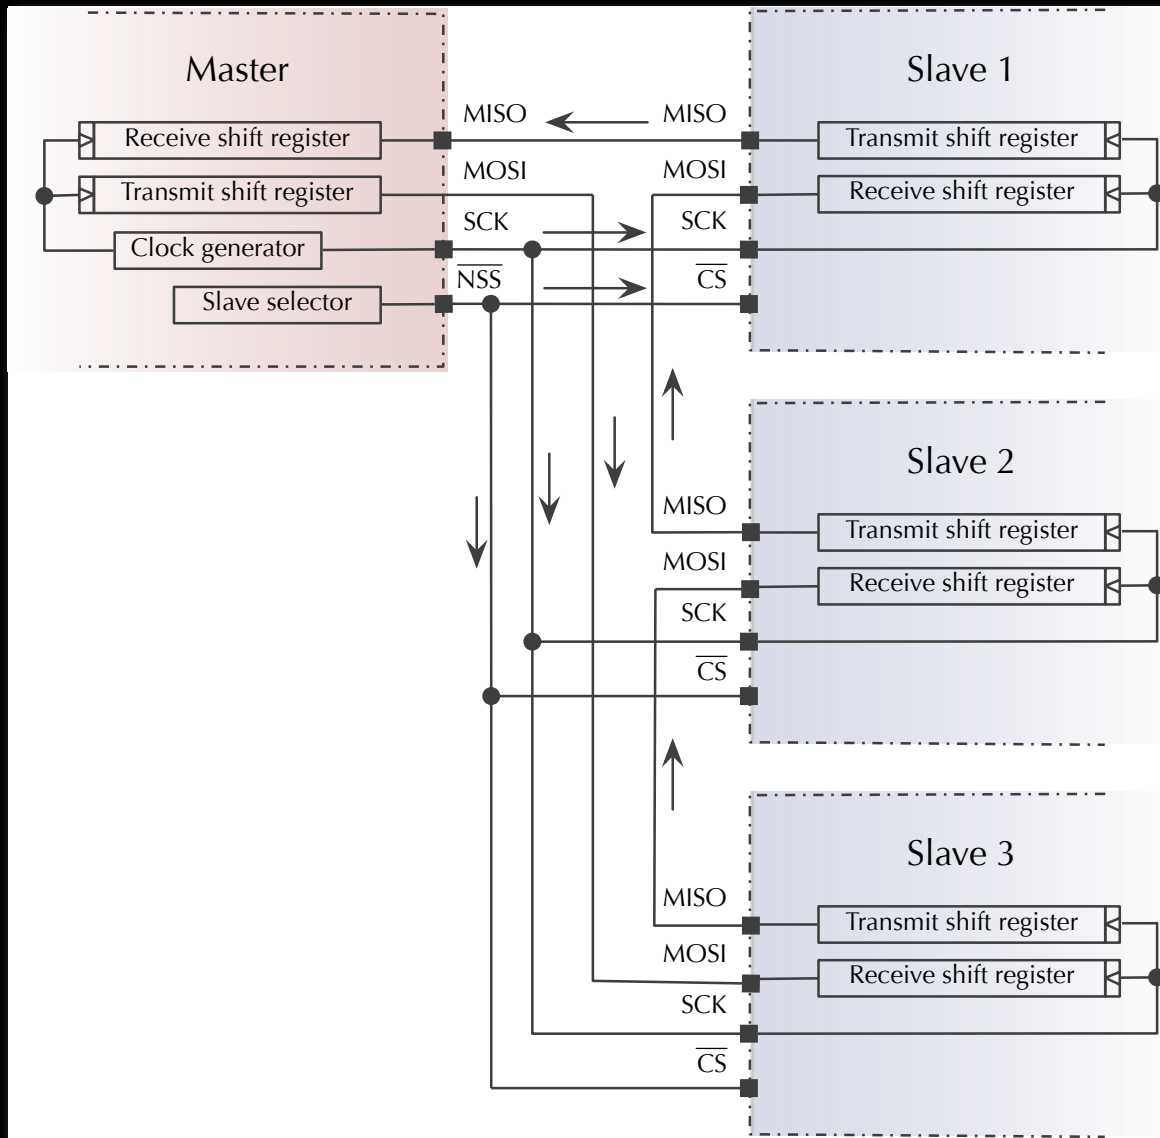 Master
Receive shift register
Transmit shift register
Clock generator
Slave selector
MISO
MOSI
SCK
NSS
MISO
MOSI
SCK
CS
Slave 1
Transmit shift register
Receive shift register
Slave 2
MISO
MOSI
SCK
CS
Transmit shift register
Receive shift register
Slave 3
MISO
MOSI
SCK
CS
Transmit shift register
Receive shift register